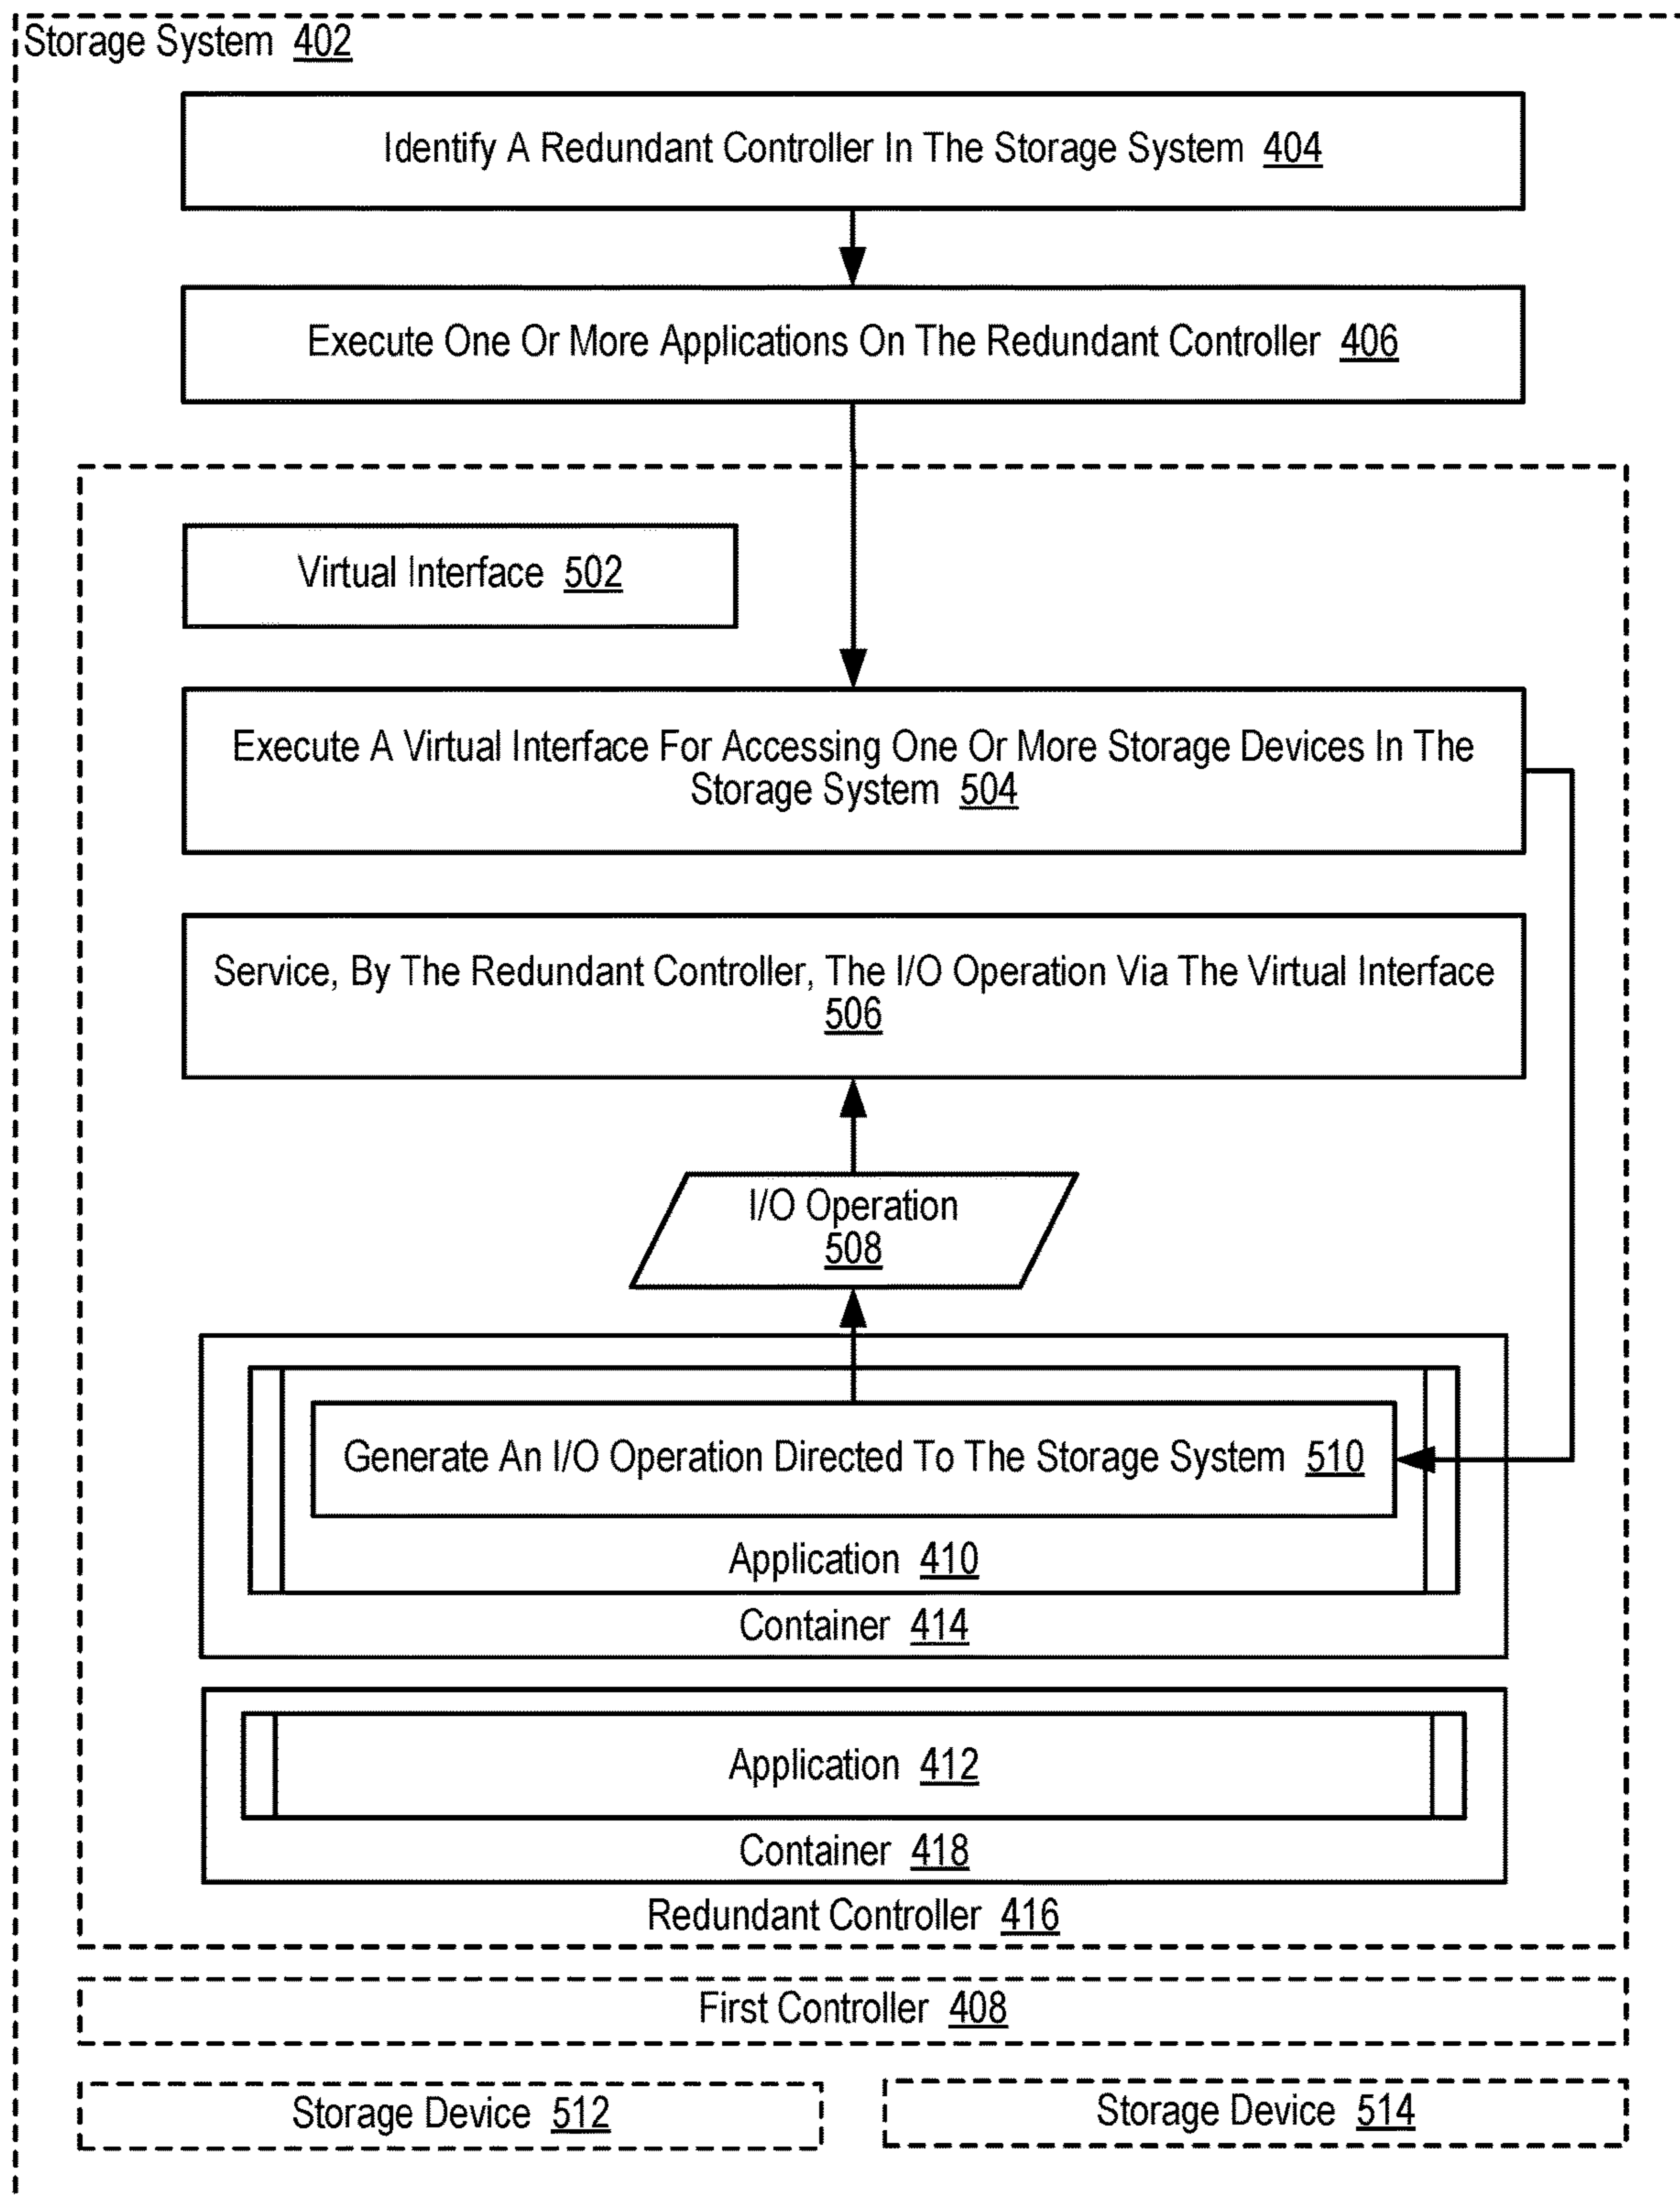 Storage System 402
Identify A Redundant Controller In The Storage System 404
Execute One Or More Applications On The Redundant Controller 406
Virtual Interface 502
Execute A Virtual Interface For Accessing One Or More Storage Devices In The
Storage System 504
Service, By The Redundant Controller, The I/O Operation Via The Virtual Interface
506
I/O Operation
508
Generate An I/O Operation Directed To The Storage System 510
Application 410
Container 414
Application 412
Container 418
Redundant Controller 416
First Controller 408
Storage Device 512
Storage Device 514